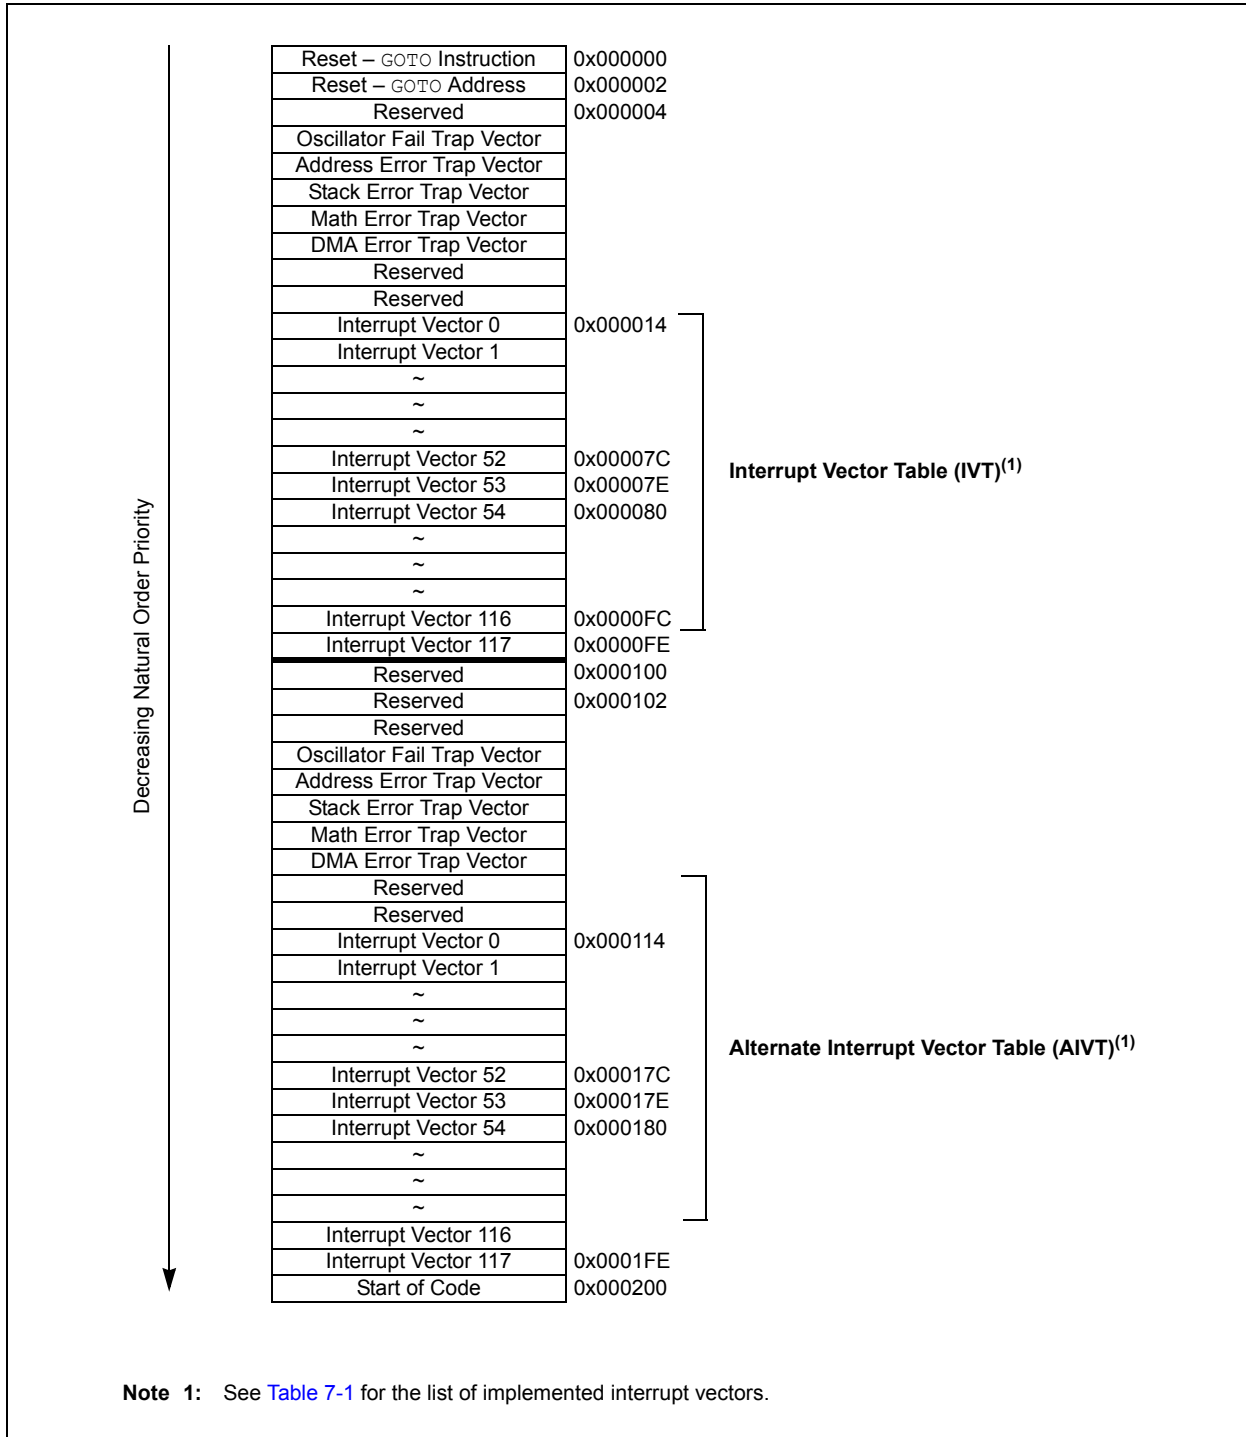 Reset – GOTO Instruction 0x000000
Reset – GOTO Address 0x000002
Reserved 0x000004
Oscillator Fail Trap Vector
Address Error Trap Vector
Stack Error Trap Vector
Math Error Trap Vector
DMA Error Trap Vector
Reserved
Reserved
Interrupt Vector 0 0x000014
Interrupt Vector 1
~
~
~
Interrupt Vector 52 0x00007C
Interrupt Vector Table (IVT)(1)
Interrupt Vector 53 0x00007E
Interrupt Vector 54 0x000080
~
~
~
Interrupt Vector 116 0x0000FC
Interrupt Vector 117 0x0000FE
Decreasing Natural Order Priority
Reserved 0x000100
Reserved 0x000102
Reserved
Oscillator Fail Trap Vector
Address Error Trap Vector
Stack Error Trap Vector
Math Error Trap Vector
DMA Error Trap Vector
Reserved
Reserved
Interrupt Vector 0 0x000114
Interrupt Vector 1
~
~
~
Alternate Interrupt Vector Table (AIVT)(1)
Interrupt Vector 52 0x00017C
Interrupt Vector 53 0x00017E
Interrupt Vector 54 0x000180
~
~
~
Interrupt Vector 116
Interrupt Vector 117 0x0001FE
Start of Code 0x000200
Note 1: See Table 7-1 for the list of implemented interrupt vectors.